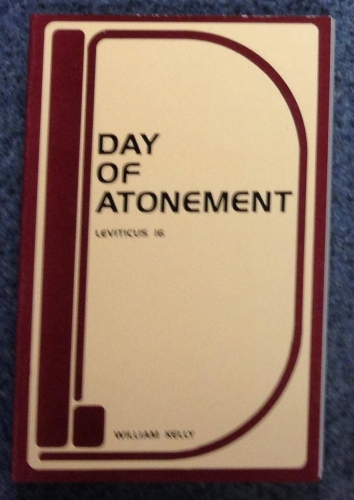 DAY
OF
ATONEMENT
LEVITICUS 16
WILLIAM KELLY